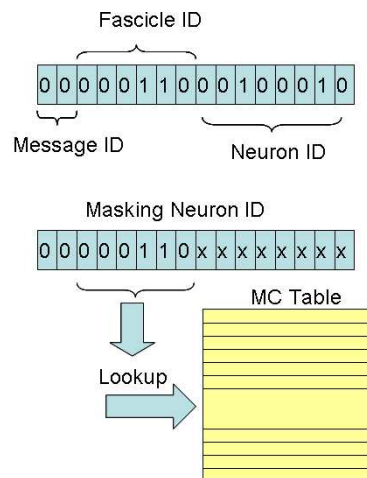 Fascicle ID
0 0 0 0 0 1 1 0 0 0 1 0 0 0 1 0
Message ID
Neuron ID
Masking Neuron ID
0 0 0 0 0 1 1 0 x x x x x x x x
MC Table
Lookup